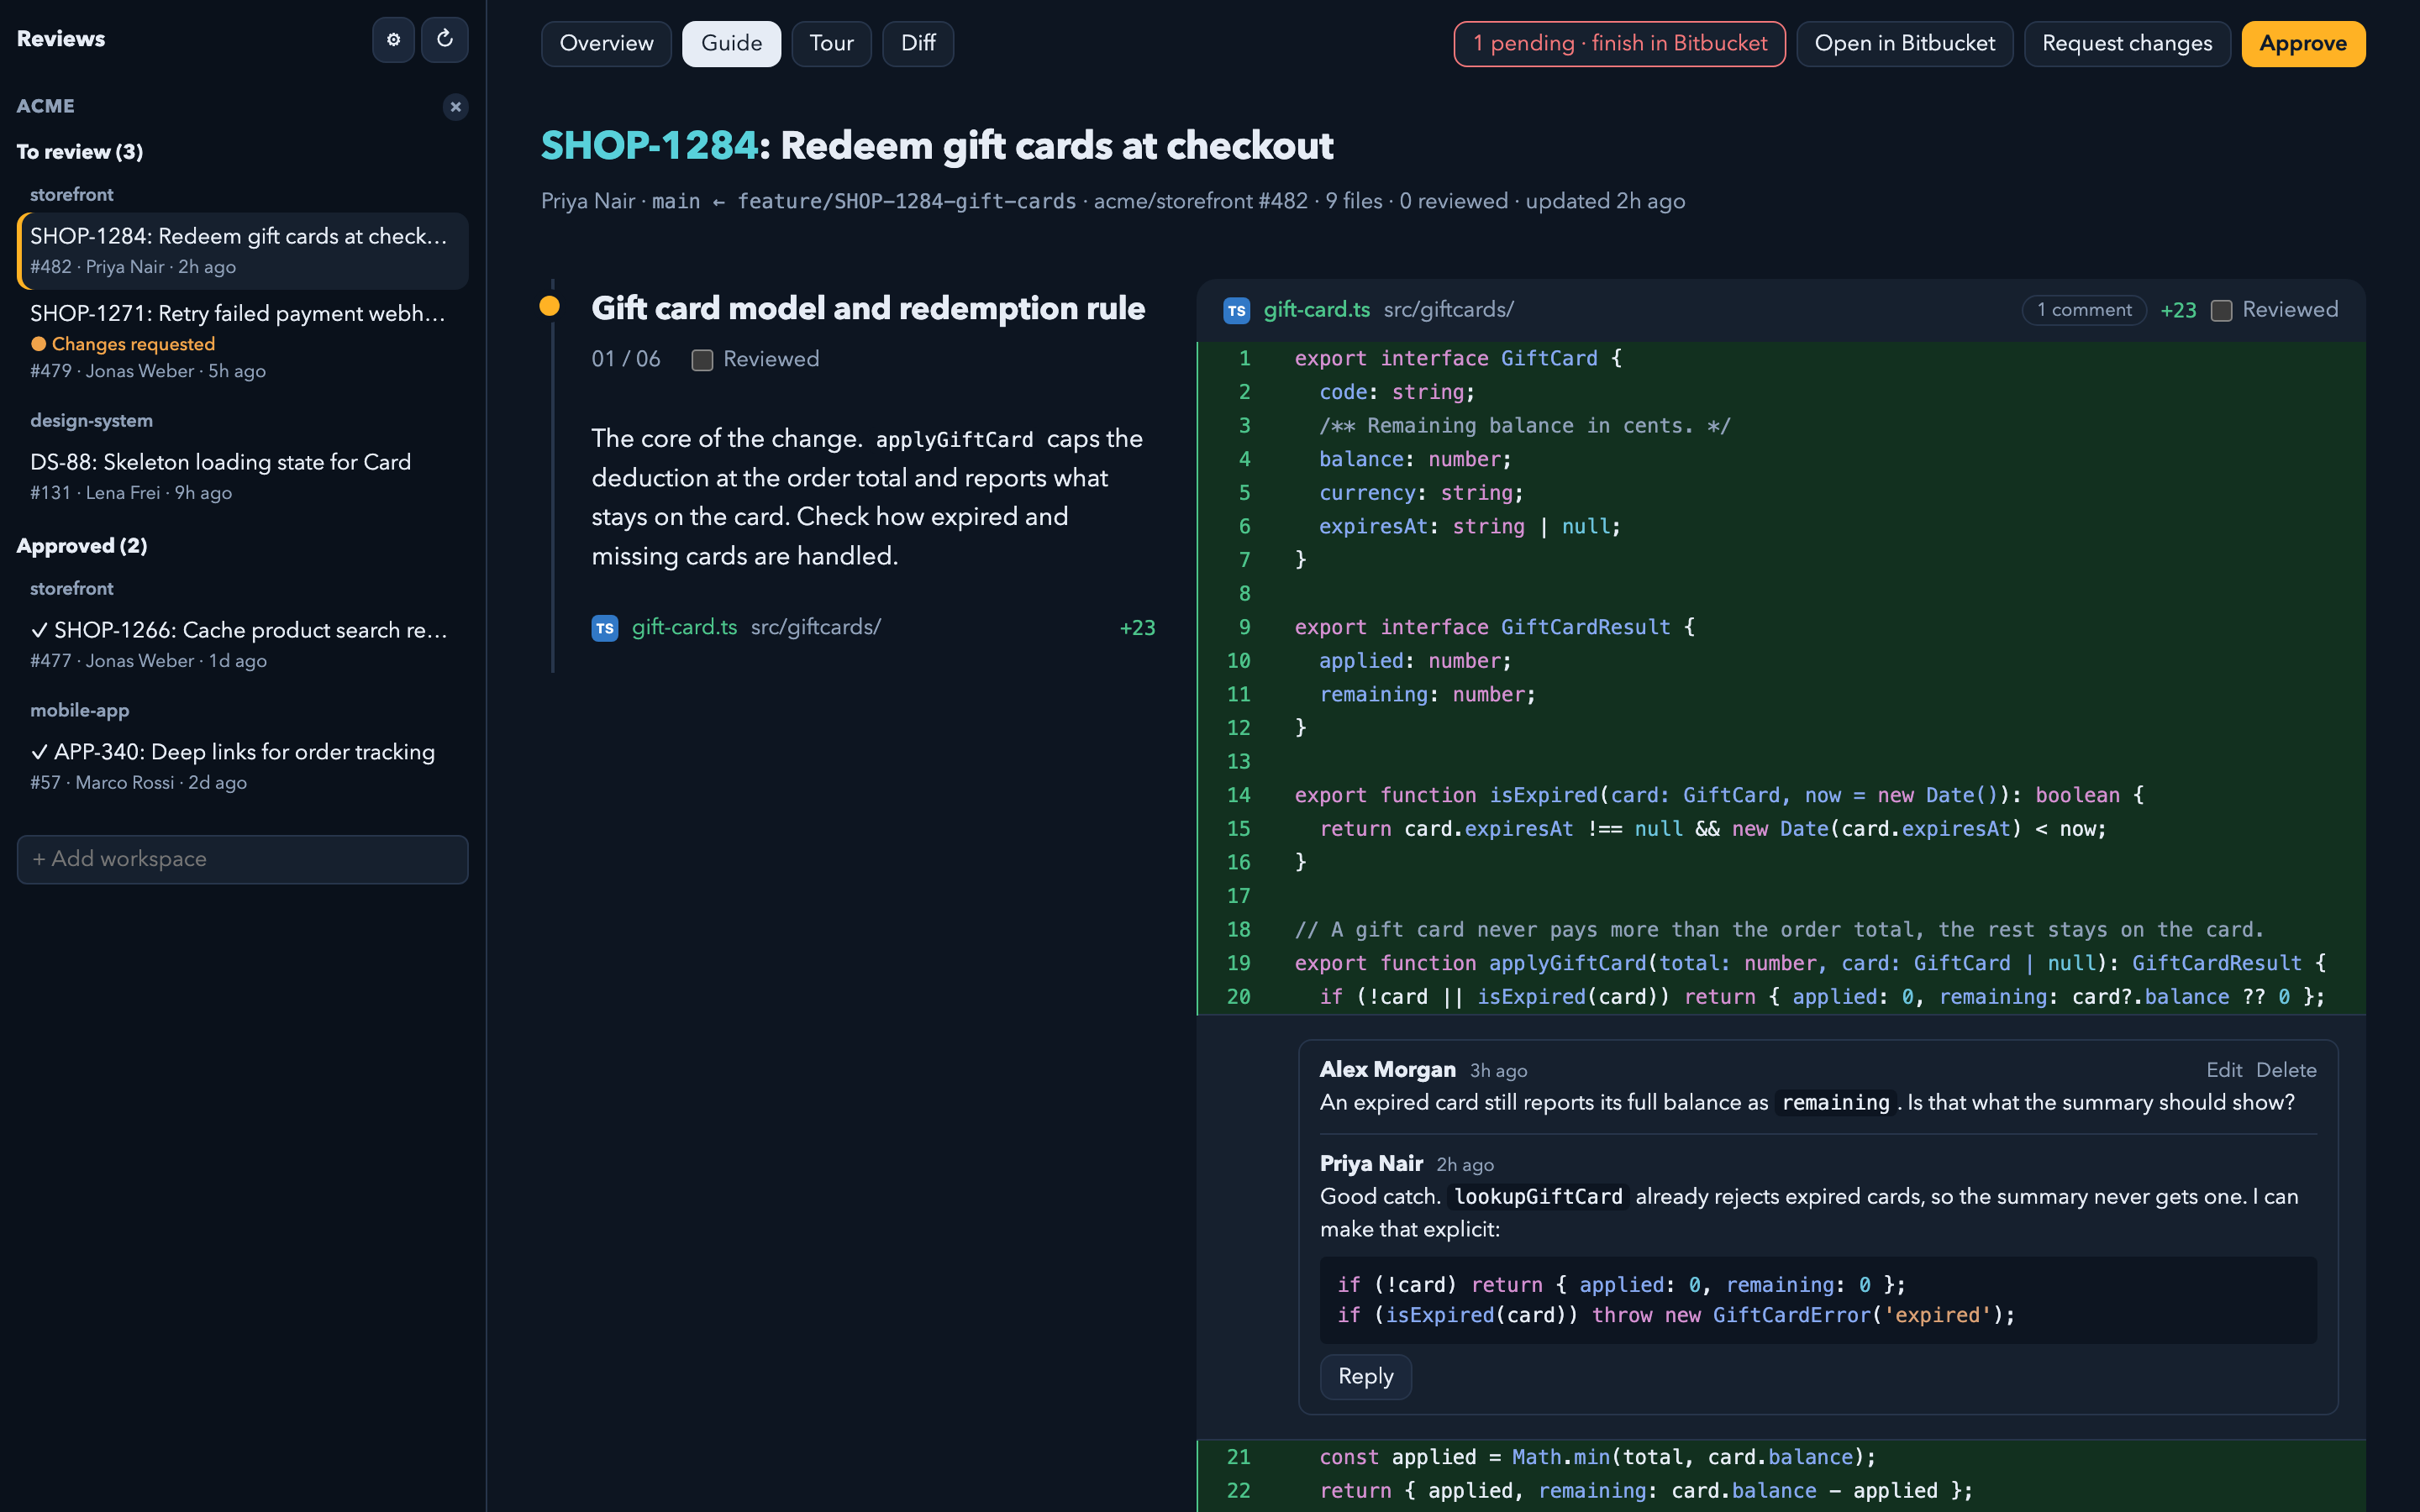 Reviews
ACME
To review (3)
storefront
SHOP-1284: Redeem gift cards at check…
#482 · Priya Nair · 2h ago
SHOP-1271: Retry failed payment webh…
Changes requested
#479 · Jonas Weber · 5h ago
design-system
DS-88: Skeleton loading state for Card
#131 · Lena Frei · 9h ago
Approved (2)
storefront
✓ SHOP-1266: Cache product search re…
#477 · Jonas Weber · 1d ago
mobile-app
✓ APP-340: Deep links for order tracking
#57 · Marco Rossi · 2d ago
+ Add workspace
Overview Guide Tour Diff
1 pending · finish in Bitbucket Open in Bitbucket Request changes Approve
SHOP-1284: Redeem gift cards at checkout
Priya Nair · main ← feature/SHOP-1284-gift-cards · acme/storefront #482 · 9 files · 0 reviewed · updated 2h ago
Gift card model and redemption rule
01 / 06 Reviewed
The core of the change. applyGiftCard caps the
deduction at the order total and reports what
stays on the card. Check how expired and
missing cards are handled.
TS gift-card.ts src/giftcards/ +23
TS gift-card.ts src/giftcards/ 1 comment +23 Reviewed
1 export interface GiftCard {
2 code: string;
3 /** Remaining balance in cents. */
4 balance: number;
5 currency: string;
6 expiresAt: string | null;
7 }
8
9 export interface GiftCardResult {
10 applied: number;
11 remaining: number;
12 }
13
14 export function isExpired(card: GiftCard, now = new Date()): boolean {
15 return card.expiresAt !== null && new Date(card.expiresAt) < now;
16 }
17
18 // A gift card never pays more than the order total, the rest stays on the card.
19 export function applyGiftCard(total: number, card: GiftCard | null): GiftCardResult {
20 if (!card || isExpired(card)) return { applied: 0, remaining: card?.balance ?? 0 };
Alex Morgan 3h ago Edit Delete
An expired card still reports its full balance as remaining. Is that what the summary should show?
Priya Nair 2h ago
Good catch. lookupGiftCard already rejects expired cards, so the summary never gets one. I can
make that explicit:
if (!card) return { applied: 0, remaining: 0 };
if (isExpired(card)) throw new GiftCardError('expired');
Reply
21 const applied = Math.min(total, card.balance);
22 return { applied, remaining: card.balance - applied };